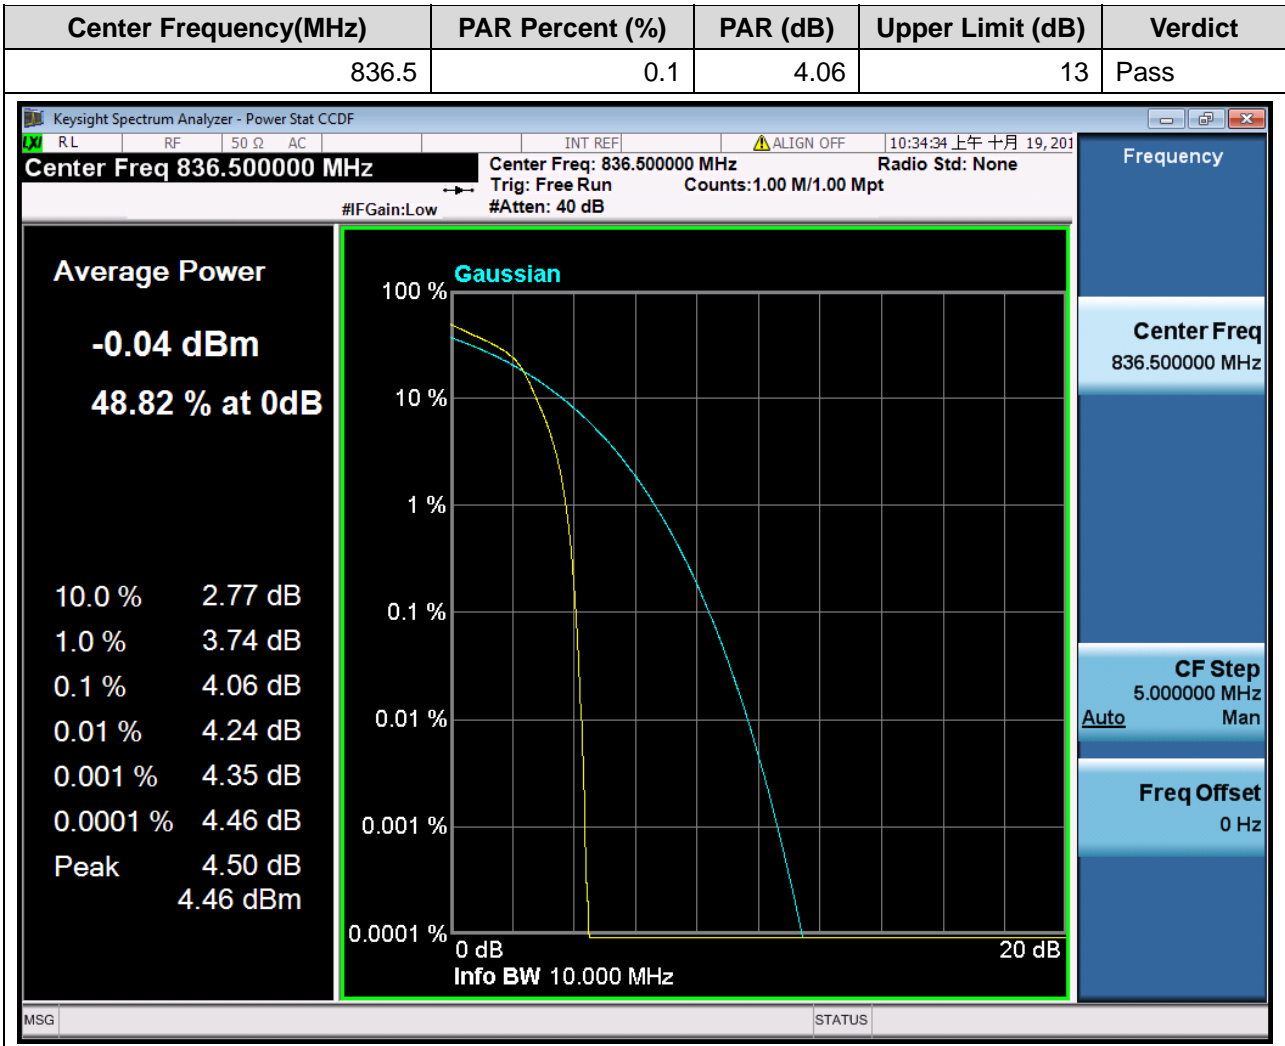 Center Frequency(MHz) PAR Percent (%) PAR (dB) Upper Limit (dB) Verdict
836.5 0.1 4.06 13 Pass
Keysight Spectrum Analyzer - Power Stat CCDF
LXI RL RF 50 Ω AC INT REF ALIGN OFF 10:34:34 上午 十月 19, 201
Center Freq 836.500000 MHz
Center Freq: 836.500000 MHz Radio Std: None
Trig: Free Run Counts:1.00 M/1.00 Mpt
#IFGain:Low #Atten: 40 dB
Average Power
-0.04 dBm
48.82 % at 0dB
10.0 % 2.77 dB
1.0 % 3.74 dB
0.1 % 4.06 dB
0.01 % 4.24 dB
0.001 % 4.35 dB
0.0001 % 4.46 dB
Peak 4.50 dB
4.46 dBm
Gaussian
100 %
10 %
1 %
0.1 %
0.01 %
0.001 %
0.0001 %
0 dB 20 dB
Info BW 10.000 MHz
Frequency
Center Freq
836.500000 MHz
CF Step
5.000000 MHz
Auto Man
Freq Offset
0 Hz
MSG STATUS